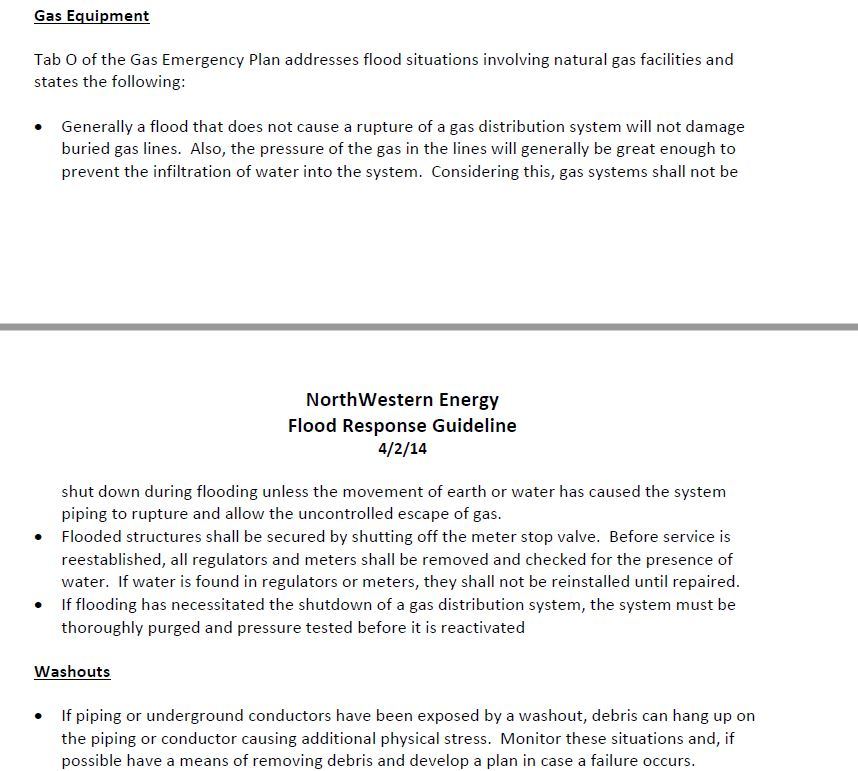 Gas Equipment
Tab O of the Gas Emergency Plan addresses flood situations involving natural gas facilities and
states the following:
• Generally a flood that does not cause a rupture of a gas distribution system will not damage
buried gas lines.  Also, the pressure of the gas in the lines will generally be great enough to
prevent the infiltration of water into the system.  Considering this, gas systems shall not be
NorthWestern Energy
Flood Response Guideline
4/2/14
shut down during flooding unless the movement of earth or water has caused the system
piping to rupture and allow the uncontrolled escape of gas.
• Flooded structures shall be secured by shutting off the meter stop valve.  Before service is
reestablished, all regulators and meters shall be removed and checked for the presence of
water.  If water is found in regulators or meters, they shall not be reinstalled until repaired.
• If flooding has necessitated the shutdown of a gas distribution system, the system must be
thoroughly purged and pressure tested before it is reactivated
Washouts
• If piping or underground conductors have been exposed by a washout, debris can hang up on
the piping or conductor causing additional physical stress.  Monitor these situations and, if
possible have a means of removing debris and develop a plan in case a failure occurs.